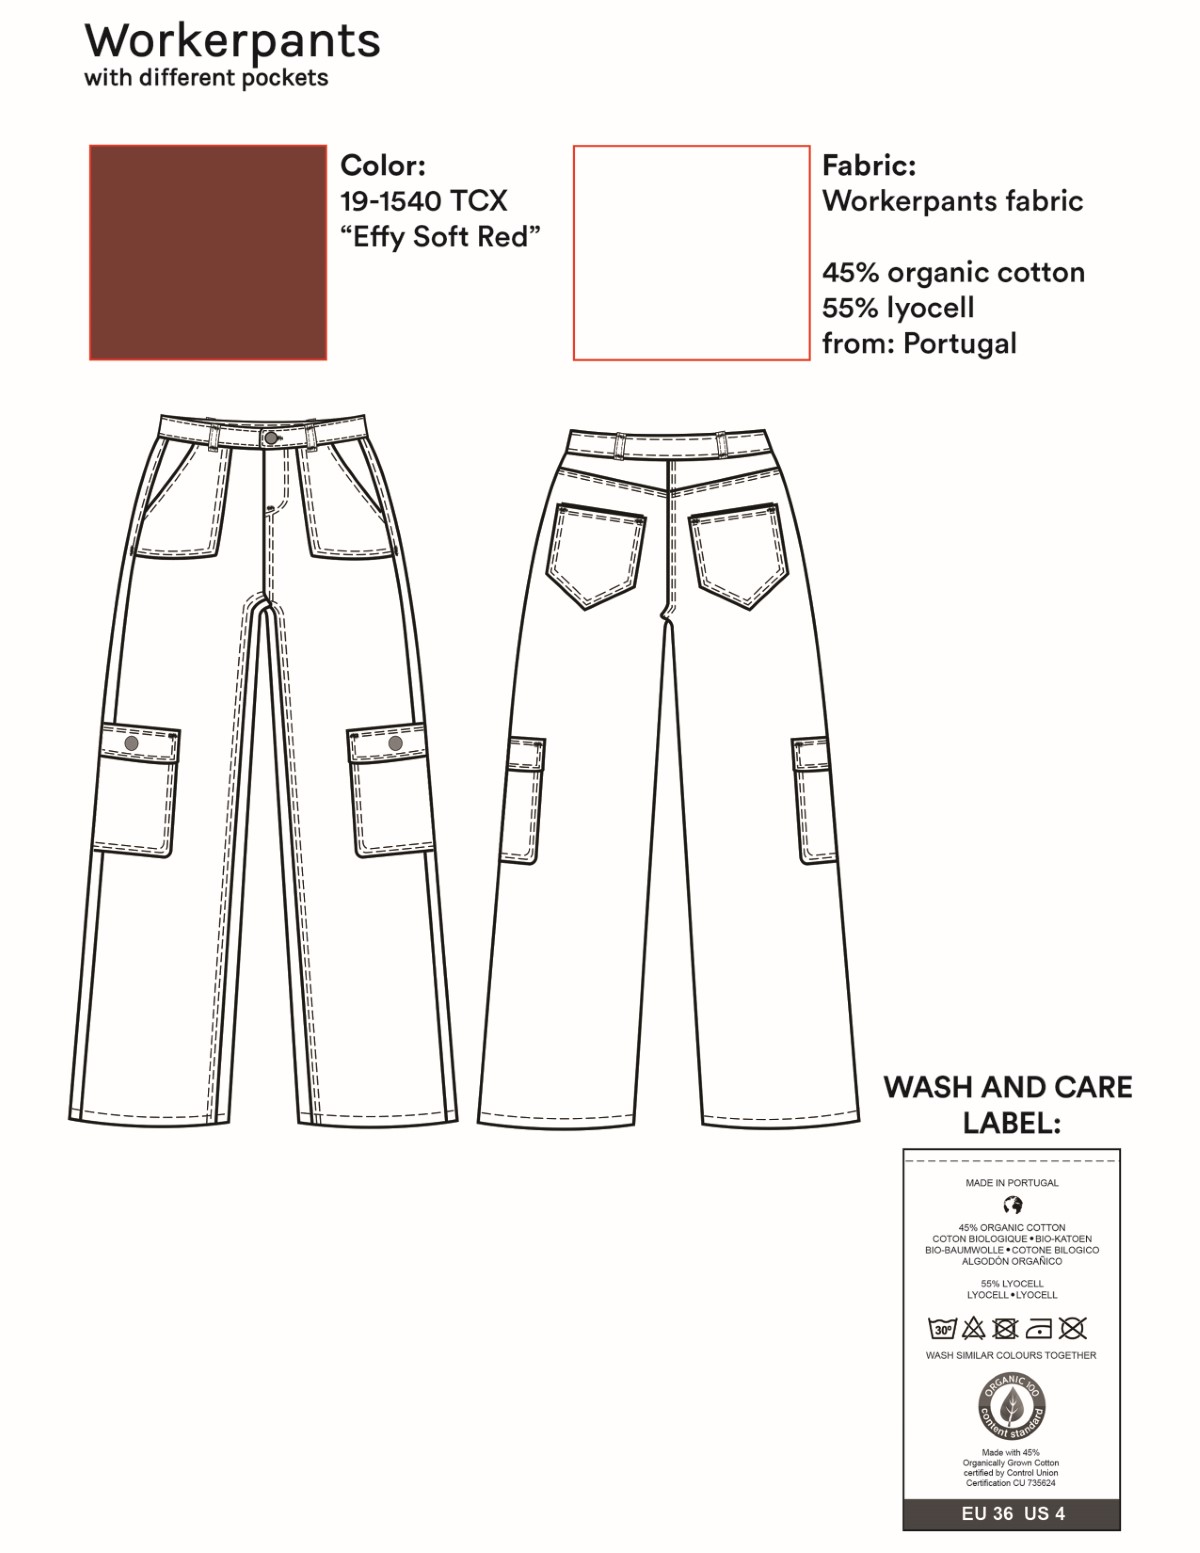 Workerpants
with different pockets
Color:
19-1540 TCX
“Effy Soft Red”
Fabric:
Workerpants fabric
45% organic cotton
55% lyocell
from: Portugal
WASH AND CARE
LABEL:
MADE IN PORTUGAL
45% ORGANIC COTTON
COTON BIOLOGIQUE • BIO-KATOEN
BIO-BAUMWOLLE • COTONE BILOGICO
ALGODÓN ORGAÑICO
55% LYOCELL
LYOCELL • LYOCELL
30º
WASH SIMILAR COLOURS TOGETHER
ORGANIC 100
content standard
Made with 45%
Organically Grown Cotton
certified by Control Union
Certification CU 735624
EU 36 US 4